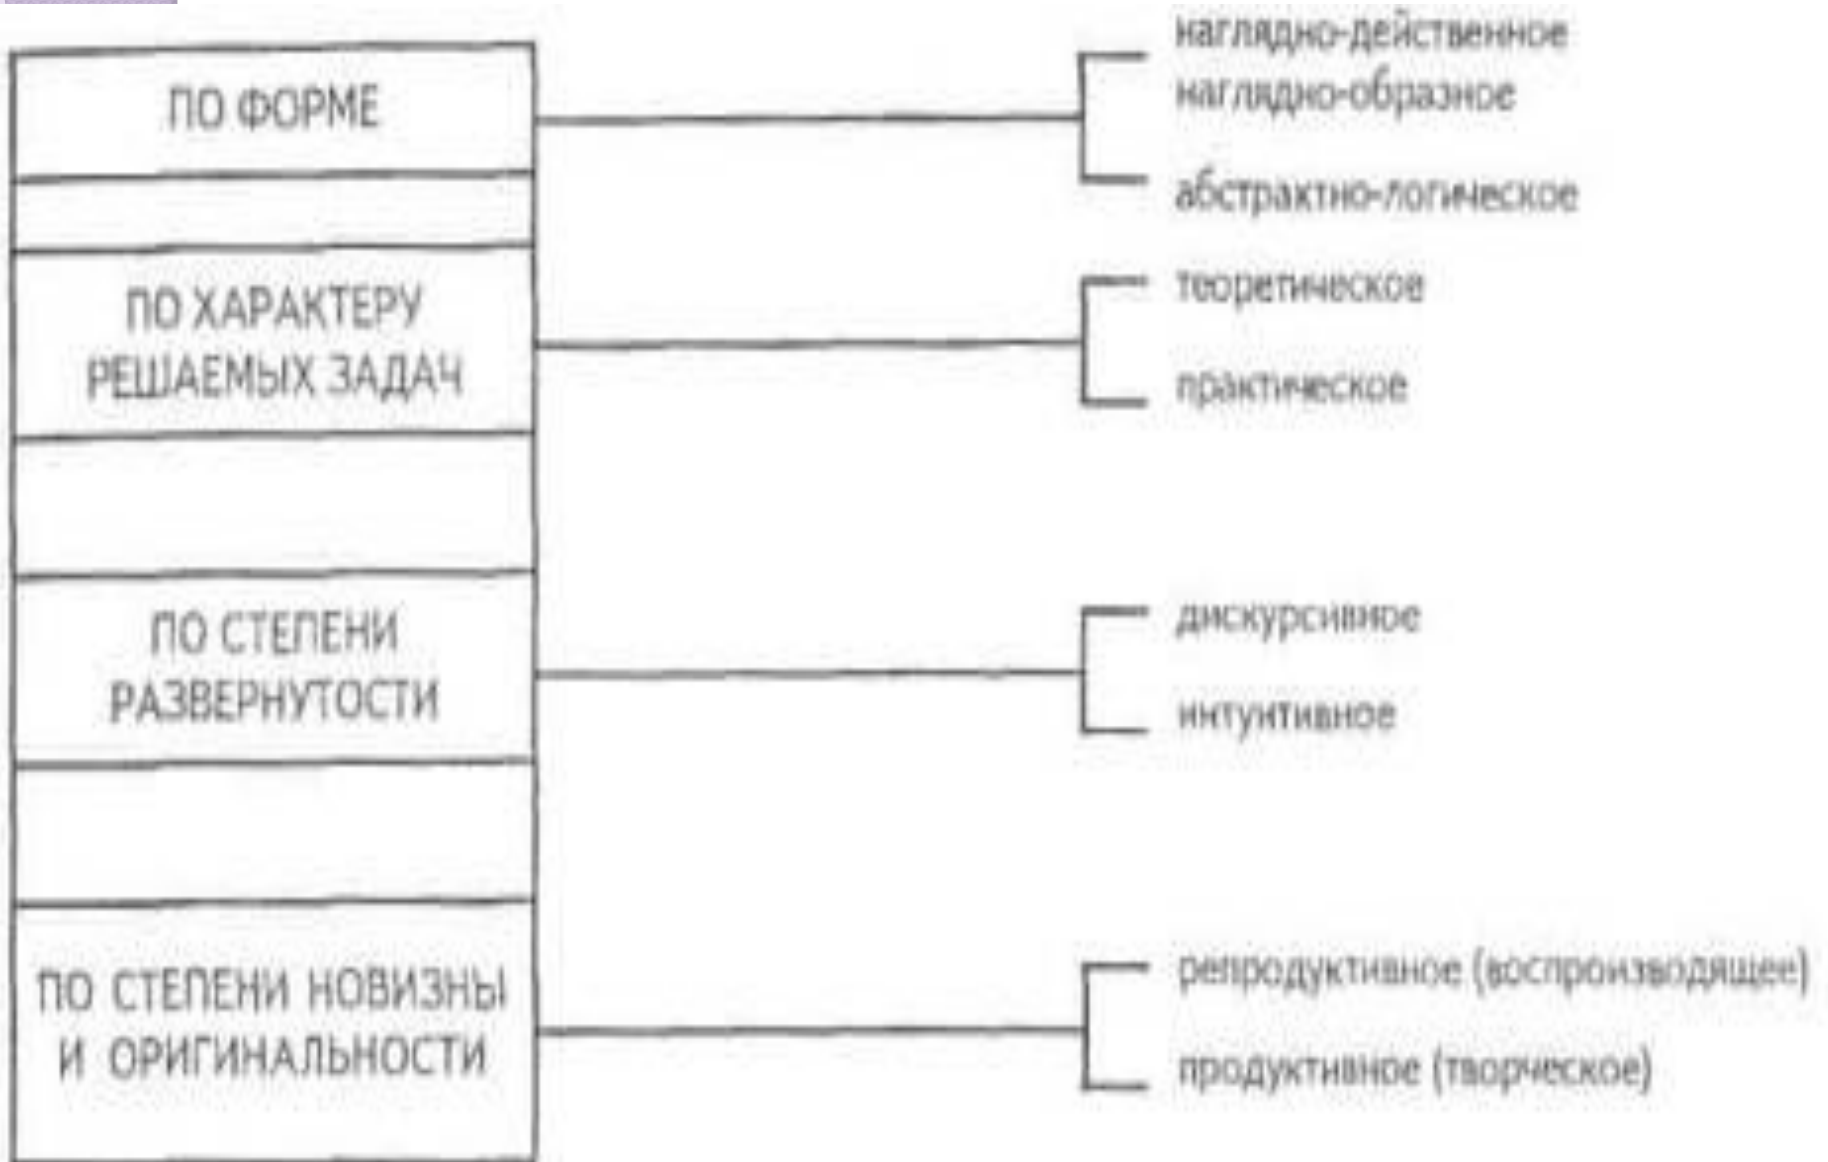 ПО ФОРМЕ
наглядно-действенное
наглядно-образное
абстрактно-логическое
ПО ХАРАКТЕРУ
РЕШАЕМЫХ ЗАДАЧ
теоретическое
практическое
ПО СТЕПЕНИ
РАЗВЕРНУТОСТИ
дискурсивное
интуитивное
ПО СТЕПЕНИ НОВИЗНЫ
И ОРИГИНАЛЬНОСТИ
репродуктивное (воспроизводящее)
продуктивное (творческое)